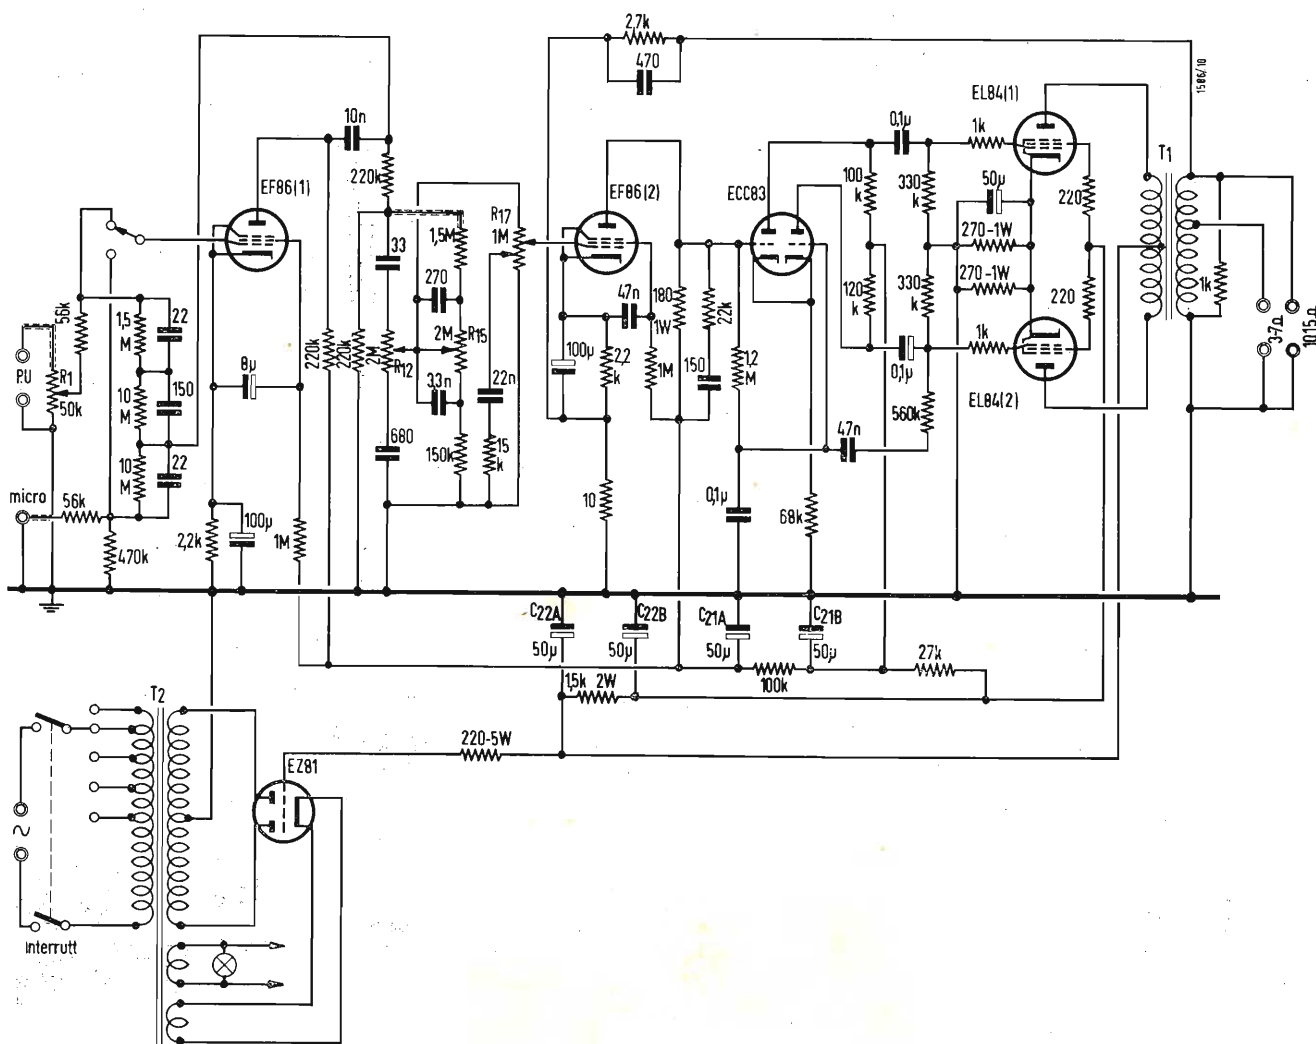 2,7k
470
1586/10
EL84(1)
10n
0,1µ
1k
T1
220k
EF86(1)
EF86(2)
ECC83
100
k
330
k
50µ
220
R17
1M
1,5M
33
270
270-1W
270-1W
56k
1,5
M
22
2M
R15
47n
180
1W
22k
120
k
330
k
220
1k
3-7Ω
10.15Ω
P.U
R1
50k
10
M
150
8µ
220k
220k
2M
R12
33n
22n
100µ
2,2
k
1M
150
1,2
M
0,1µ
1k
EL84(2)
560k
10
M
22
680
150k
15
k
47n
micro
56k
470k
2,2k
100µ
1M
10
0,1µ
68k
C22A
50µ
C22B
50µ
C21A
50µ
C21B
50µ
27k
100k
1,5k 2W
T2
220-5W
EZ81
Interrutt